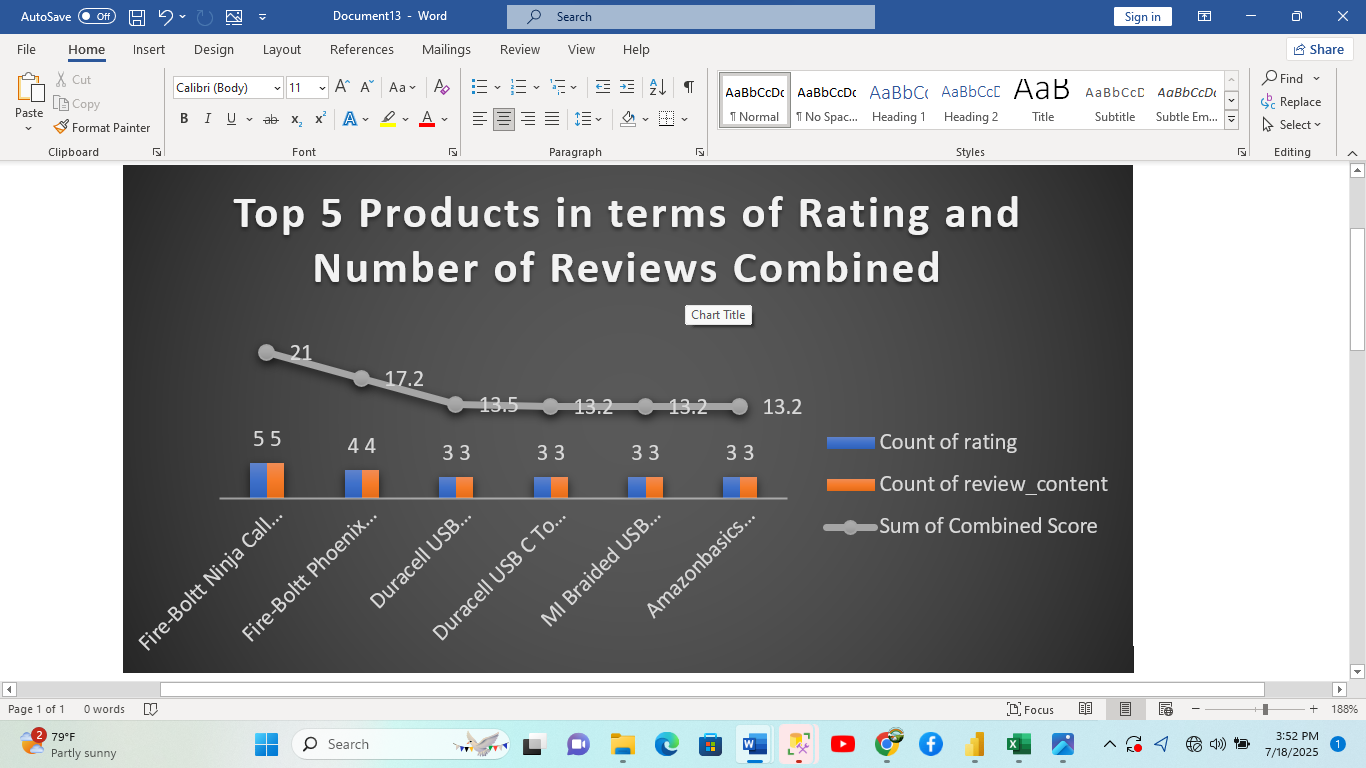 AutoSave Off Document13 - Word Search Sign in
File Home Insert Design Layout References Mailings Review View Help Share
Paste
Cut
Copy
Format Painter
Clipboard
Calibri (Body) 11
Font
Paragraph
AaBbCcDc AaBbCcDc AaBbCc AaBbCcD AaB AaBbCcD AaBbCcDc
¶ Normal ¶ No Spac... Heading 1 Heading 2 Title Subtitle Subtle Em...
Styles
Find
Replace
Select
Editing
Top 5 Products in terms of Rating and
Number of Reviews Combined
Chart Title
21 17.2 13.5 13.2 13.2 13.2
5 5 4 4 3 3 3 3 3 3 3 3
Fire-Boltt Ninja Call...
Fire-Boltt Phoenix...
Duracell USB...
Duracell USB C To...
MI Braided USB...
Amazonbasics...
Count of rating
Count of review_content
Sum of Combined Score
Page 1 of 1 0 words Focus 188%
2 79°F
Partly sunny
Search
3:52 PM
7/18/2025
1